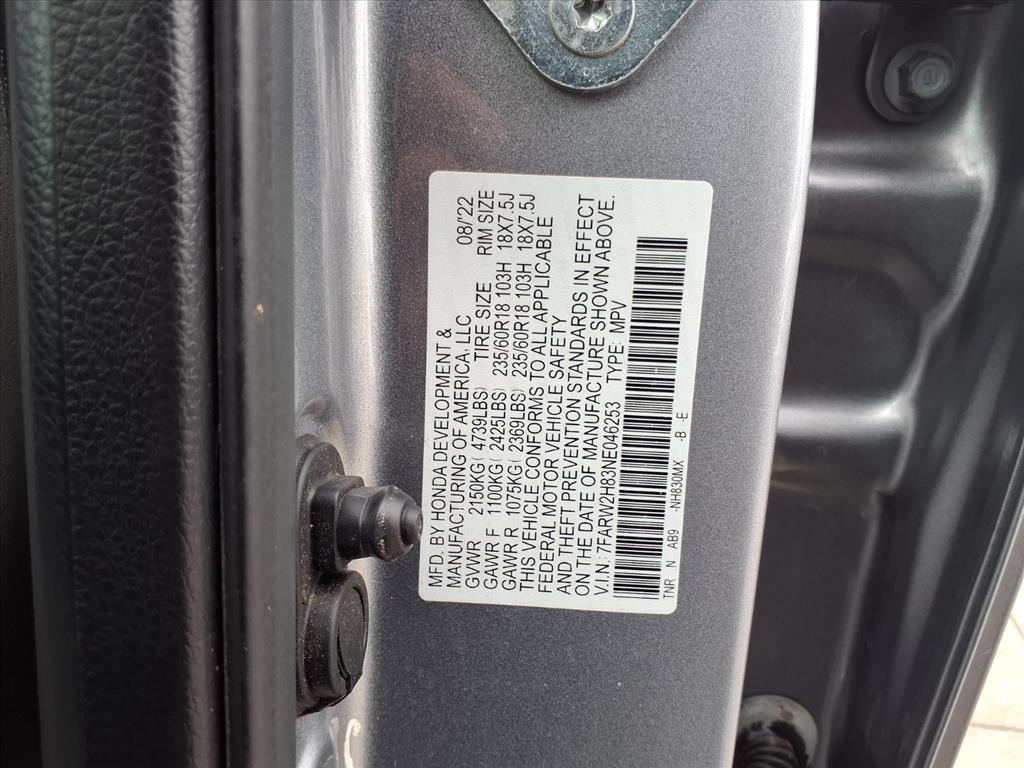 MFD. BY HONDA DEVELOPMENT & 08/'22
MANUFACTURING OF AMERICA, LLC
GVWR 2150KG( 4739LBS) TIRE SIZE RIM SIZE
GAWR F 1100KG( 2425LBS) 235/60R18 103H 18X7.5J
GAWR R 1075KG( 2369LBS) 235/60R18 103H 18X7.5J
THIS VEHICLE CONFORMS TO ALL APPLICABLE
FEDERAL MOTOR VEHICLE SAFETY
AND THEFT PREVENTION STANDARDS IN EFFECT
ON THE DATE OF MANUFACTURE SHOWN ABOVE.
V.I.N: 7FARW2H83NE046253 TYPE: MPV
TNR N AB9 -NH830MX -B -E